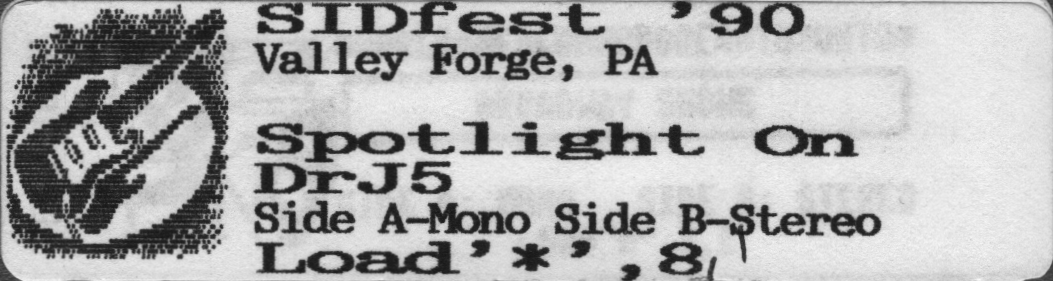 SIDfest '90
Valley Forge, PA
Spotlight On
DrJ5
Side A-Mono Side B-Stereo
Load'*',8